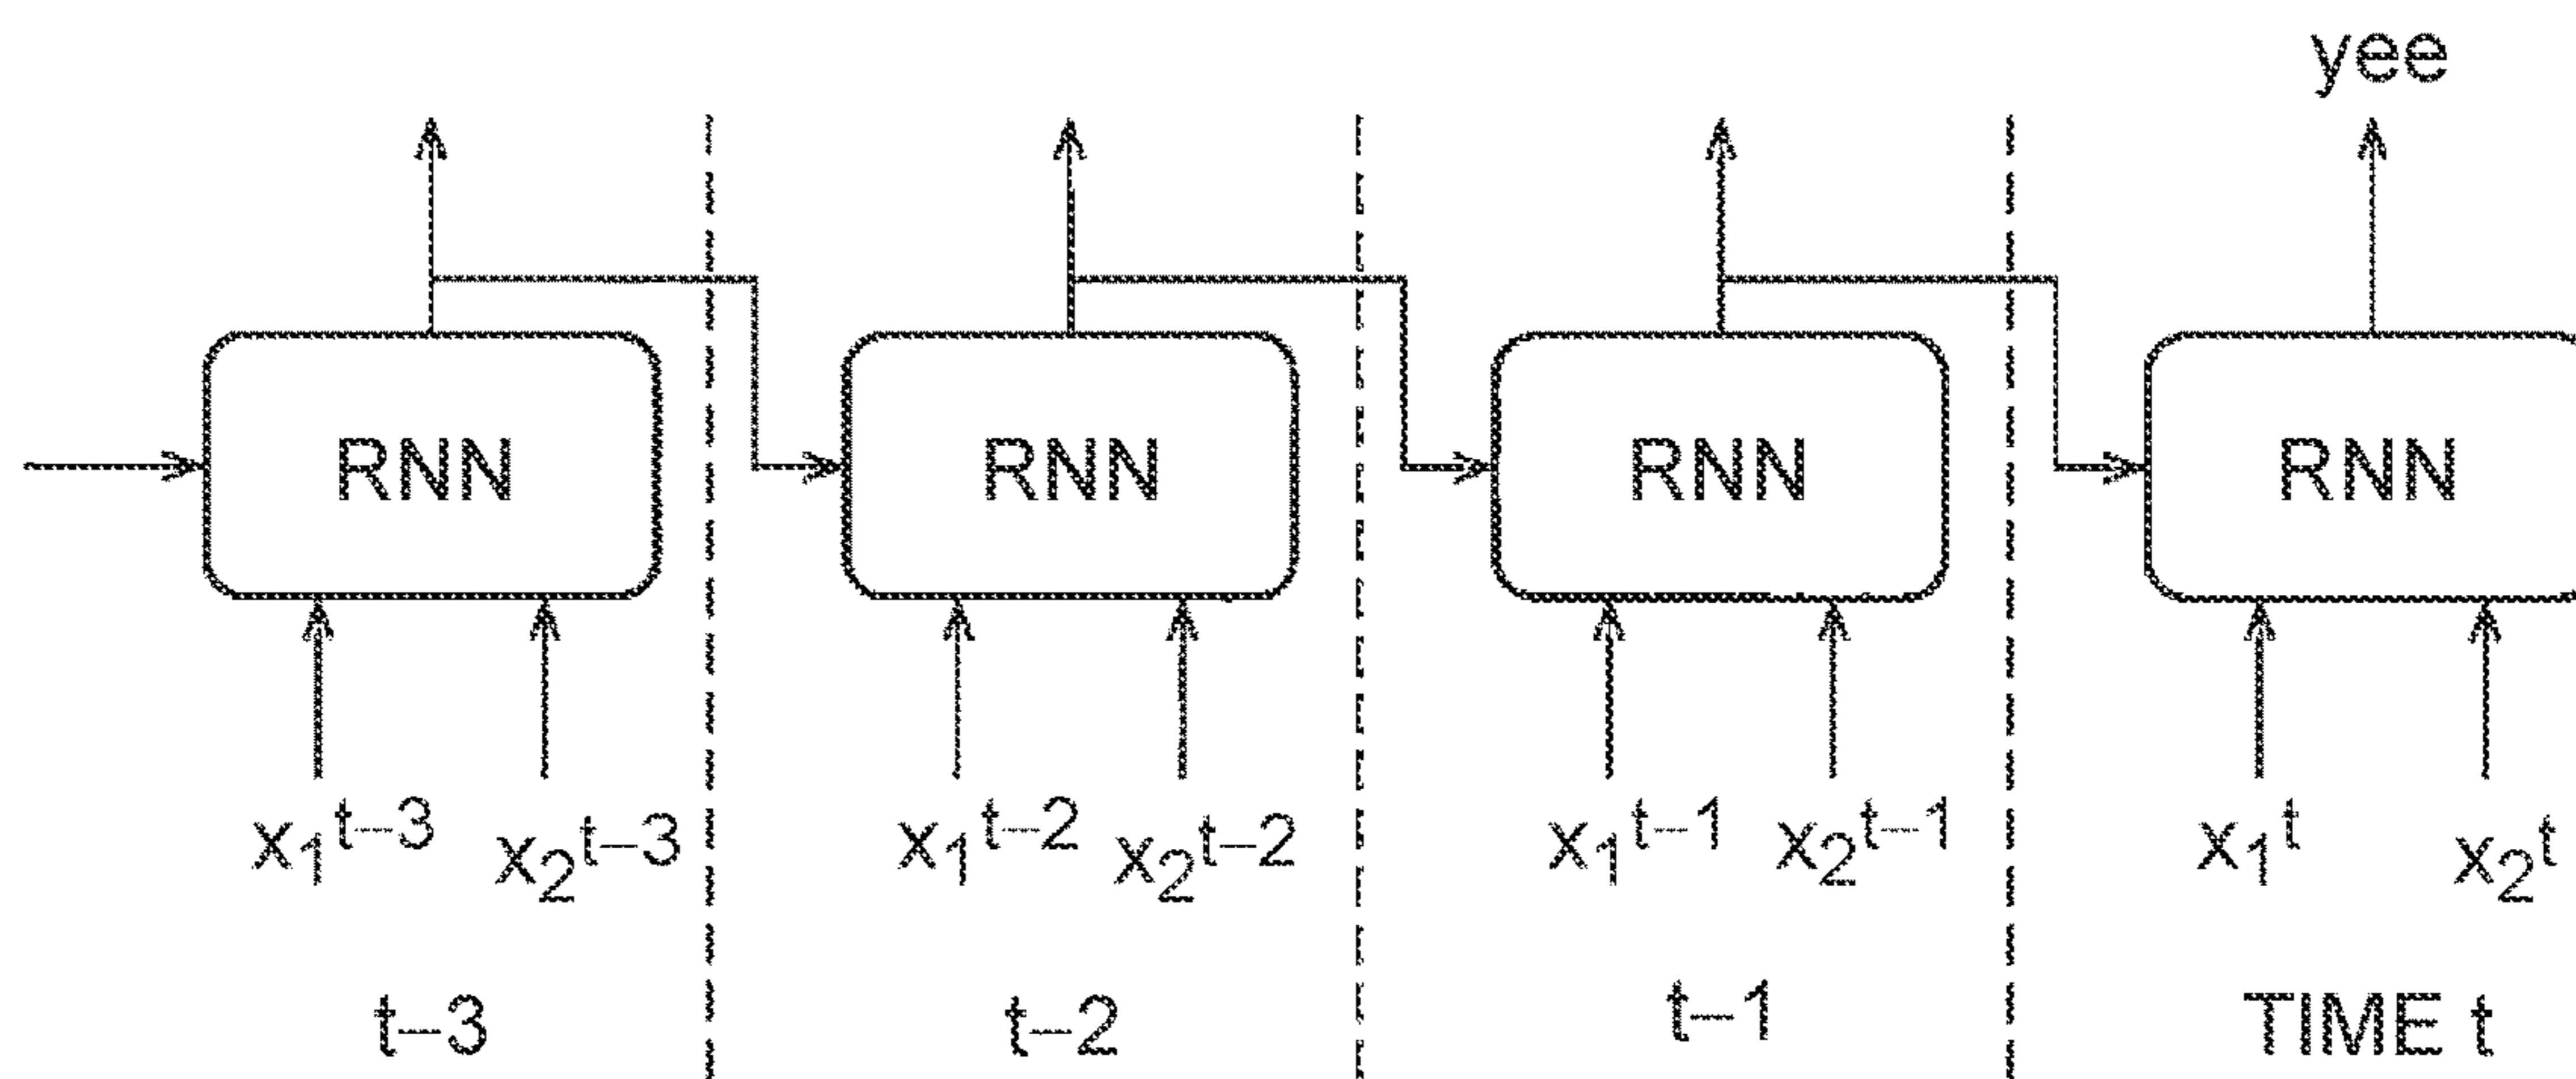 yee
RNN RNN RNN RNN
x₁ᵗ⁻³ x₂ᵗ⁻³ x₁ᵗ⁻² x₂ᵗ⁻² x₁ᵗ⁻¹ x₂ᵗ⁻¹ x₁ᵗ x₂ᵗ
t–3 t–2 t–1 TIME t